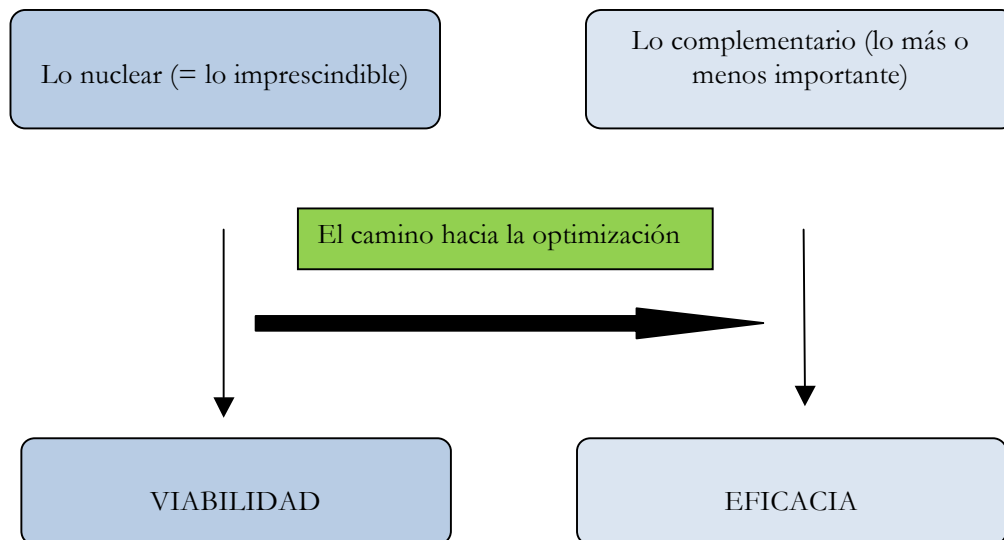 Lo nuclear (= lo imprescindible)
Lo complementario (lo más o
menos importante)
El camino hacia la optimización
VIABILIDAD
EFICACIA